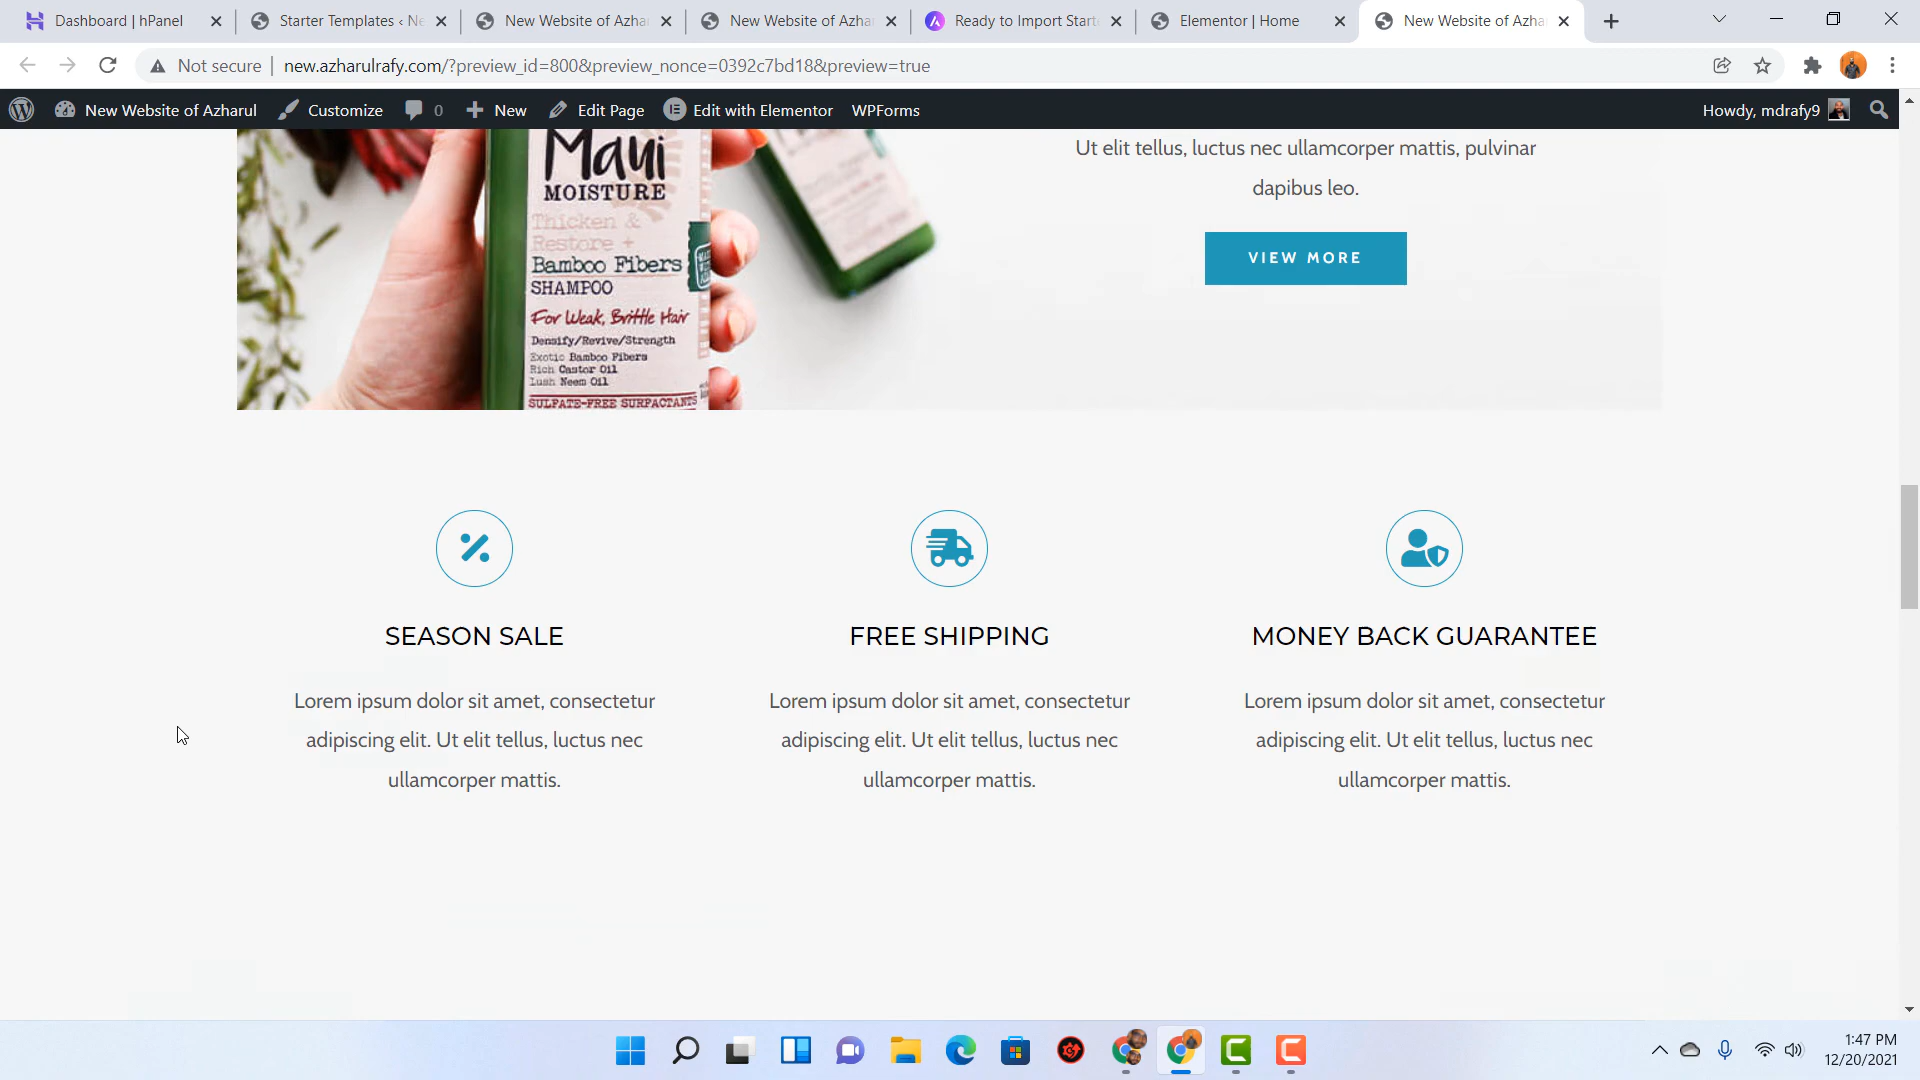 Dashboard | hPanel
Starter Templates ‹ Ne
New Website of Azhar
New Website of Azhar
Ready to Import Starte
Elementor | Home
New Website of Azhar
Not secure
new.azharulrafy.com/?preview_id=800&preview_nonce=0392c7bd18&preview=true
New Website of Azharul
Customize
0
New
Edit Page
Edit with Elementor
WPForms
Howdy, mdrafy9
Maui
MOISTURE
Thicken &
Restore +
Bamboo Fibers
SHAMPOO
For Weak, Brittle Hair
Densify/Revive/Strength
Exotic Bamboo Fibers
Rich Castor Oil
Lush Neem Oil
SULFATE-FREE SURFACTANTS
Ut elit tellus, luctus nec ullamcorper mattis, pulvinar
dapibus leo.
VIEW MORE
SEASON SALE
Lorem ipsum dolor sit amet, consectetur
adipiscing elit. Ut elit tellus, luctus nec
ullamcorper mattis.
FREE SHIPPING
Lorem ipsum dolor sit amet, consectetur
adipiscing elit. Ut elit tellus, luctus nec
ullamcorper mattis.
MONEY BACK GUARANTEE
Lorem ipsum dolor sit amet, consectetur
adipiscing elit. Ut elit tellus, luctus nec
ullamcorper mattis.
1:47 PM
12/20/2021